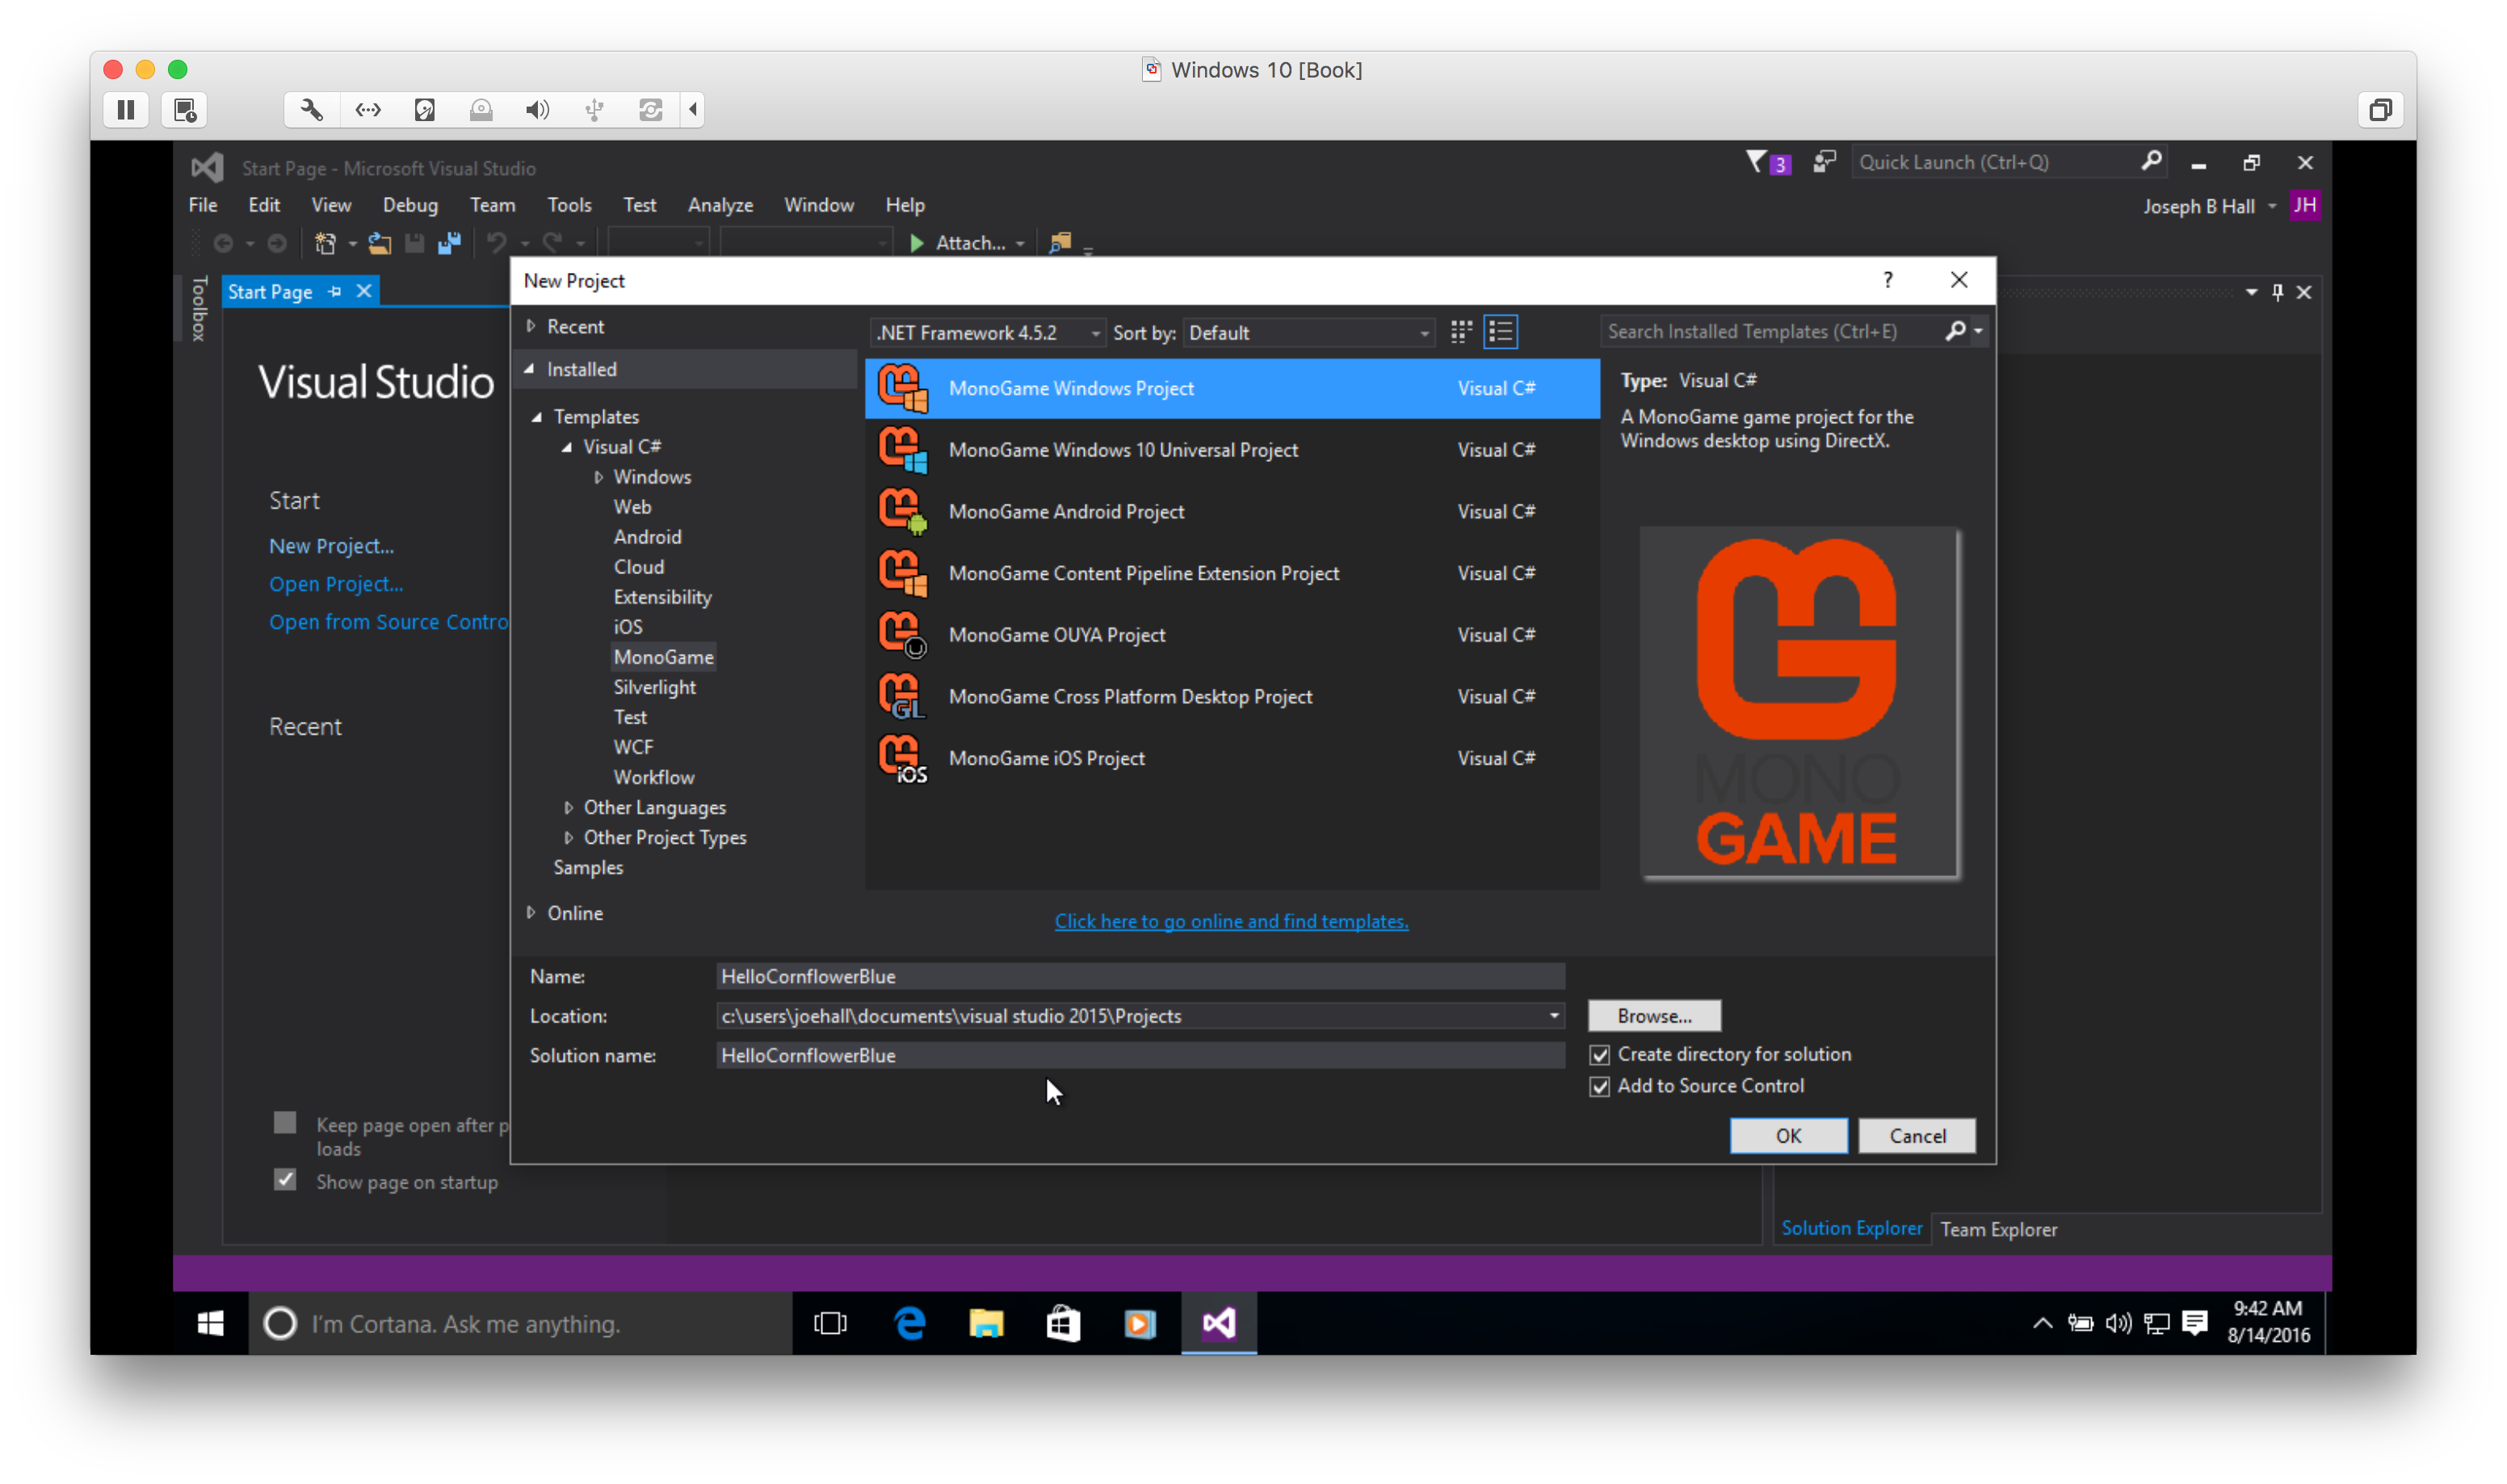 Windows 10 [Book]
Start Page - Microsoft Visual Studio
3
Quick Launch (Ctrl+Q)
File Edit View Debug Team Tools Test Analyze Window Help
Joseph B Hall JH
Attach...
Toolbox
Start Page
Visual Studio
Start
New Project...
Open Project...
Open from Source Contro
Recent
Keep page open after p
loads
Show page on startup
New Project
?
Recent
Installed
Templates
Visual C#
Windows
Web
Android
Cloud
Extensibility
iOS
MonoGame
Silverlight
Test
WCF
Workflow
Other Languages
Other Project Types
Samples
Online
.NET Framework 4.5.2 Sort by: Default
Search Installed Templates (Ctrl+E)
MonoGame Windows Project Visual C#
MonoGame Windows 10 Universal Project Visual C#
MonoGame Android Project Visual C#
MonoGame Content Pipeline Extension Project Visual C#
MonoGame OUYA Project Visual C#
GL MonoGame Cross Platform Desktop Project Visual C#
iOS MonoGame iOS Project Visual C#
Type: Visual C#
A MonoGame game project for the
Windows desktop using DirectX.
MONO
GAME
Click here to go online and find templates.
Name: HelloCornflowerBlue
Location: c:\users\joehall\documents\visual studio 2015\Projects
Browse...
Solution name: HelloCornflowerBlue
Create directory for solution
Add to Source Control
OK Cancel
Solution Explorer Team Explorer
I'm Cortana. Ask me anything.
9:42 AM
8/14/2016